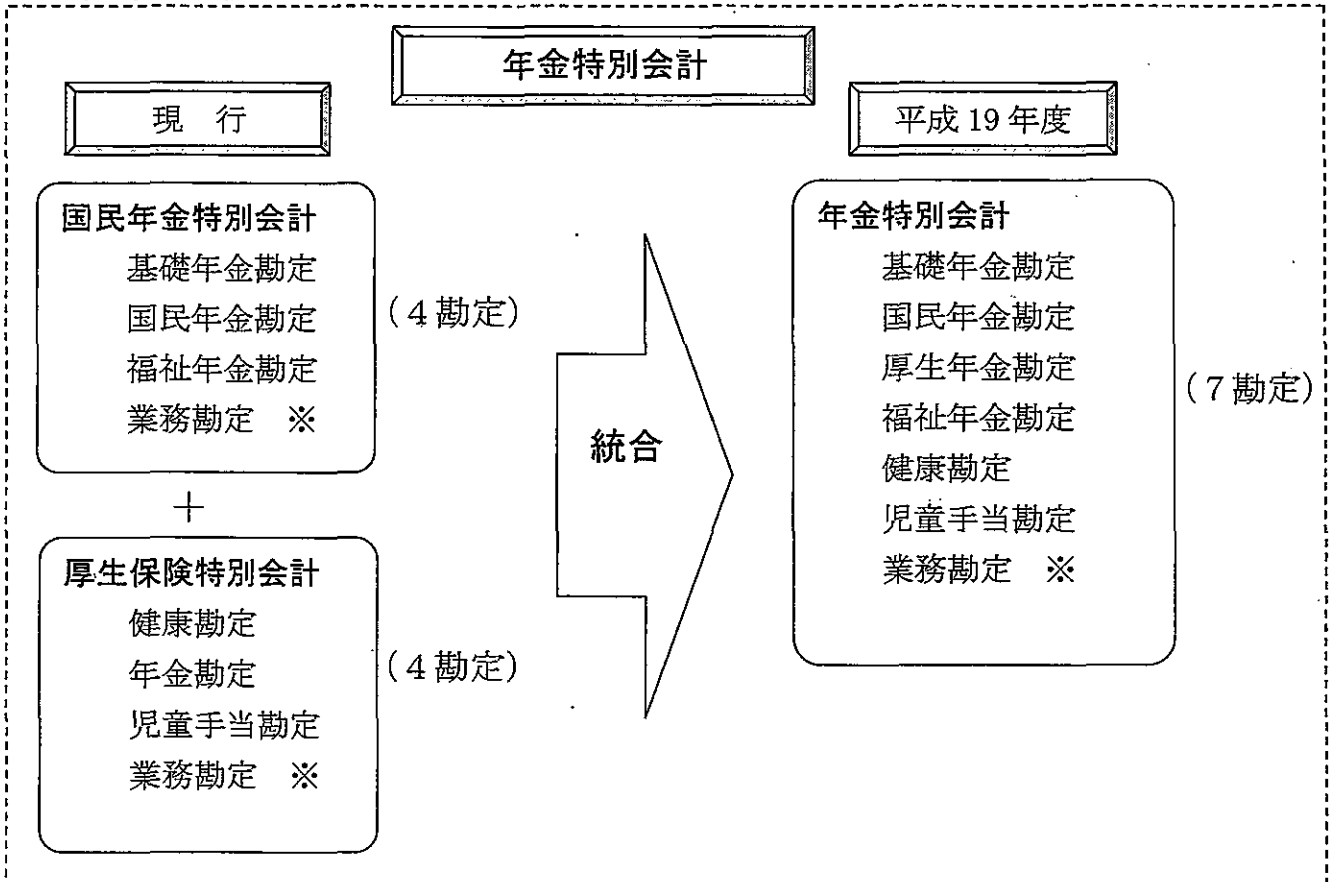 年金特別会計
現 行
国民年金特別会計
基礎年金勘定
国民年金勘定
福祉年金勘定
業務勘定 ※
(4勘定)
+
厚生保険特別会計
健康勘定
年金勘定
児童手当勘定
業務勘定 ※
(4勘定)
統合
平成19年度
年金特別会計
基礎年金勘定
国民年金勘定
厚生年金勘定
福祉年金勘定
健康勘定
児童手当勘定
業務勘定 ※
(7勘定)